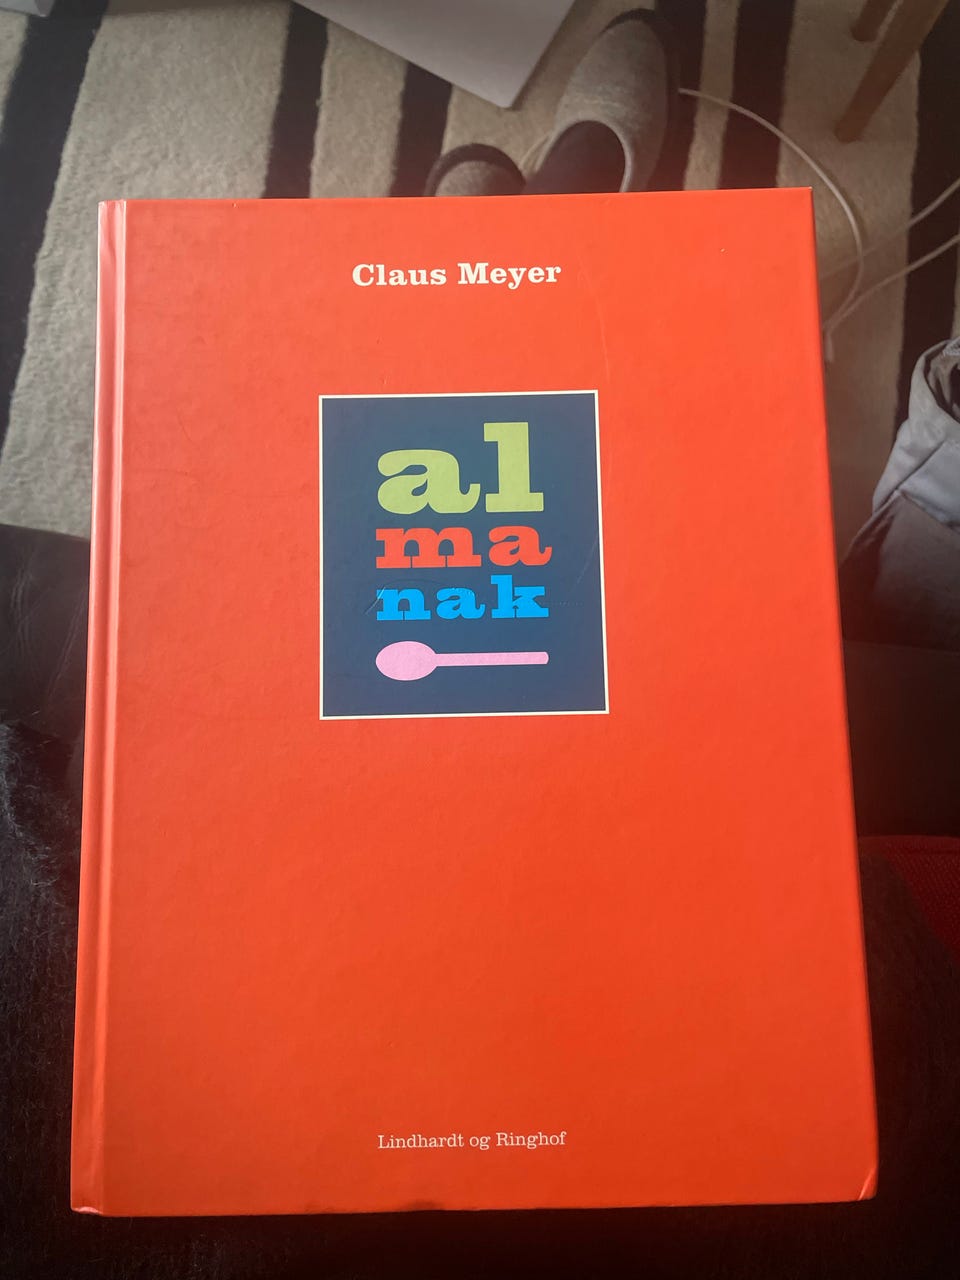 Claus Meyer
al
ma
nak
Lindhardt og Ringhof